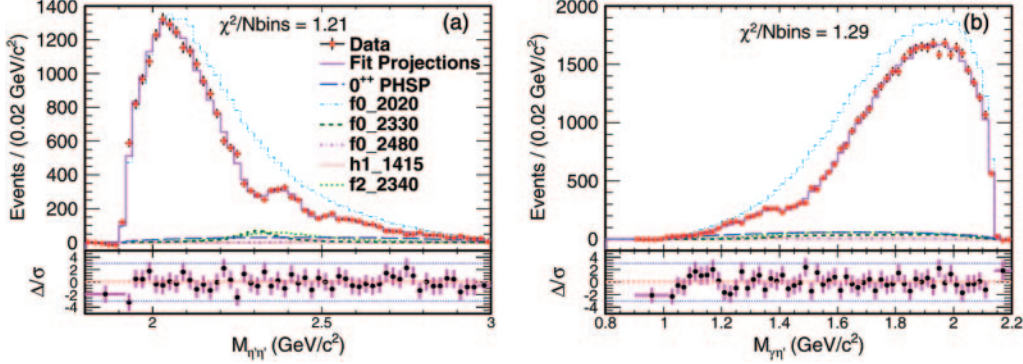 (a)
χ²/Nbins = 1.21
Data
Fit Projections
0⁺⁺ PHSP
f0_2020
f0_2330
f0_2480
h1_1415
f2_2340
Events / (0.02 GeV/c²)
1400
1200
1000
800
600
400
200
0
Δ/σ
4
2
0
-2
-4
2
2.5
3
M_η'η' (GeV/c²)
(b)
χ²/Nbins = 1.29
Events / (0.02 GeV/c²)
2000
1500
1000
500
0
Δ/σ
4
3
2
1
0
-2
-3
-4
0.8
1
1.2
1.4
1.6
1.8
2
2.2
M_γη' (GeV/c²)